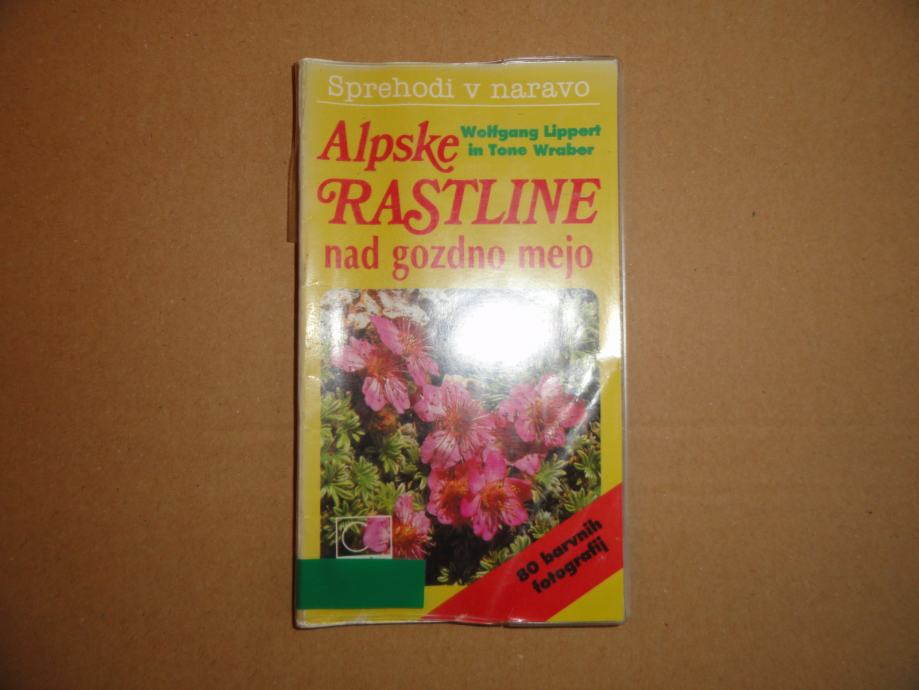 Sprehodi v naravo
Alpske
Wolfgang Lippert
in Tone Wraber
RASTLINE
nad gozdno mejo
80 barvnih
fotografij